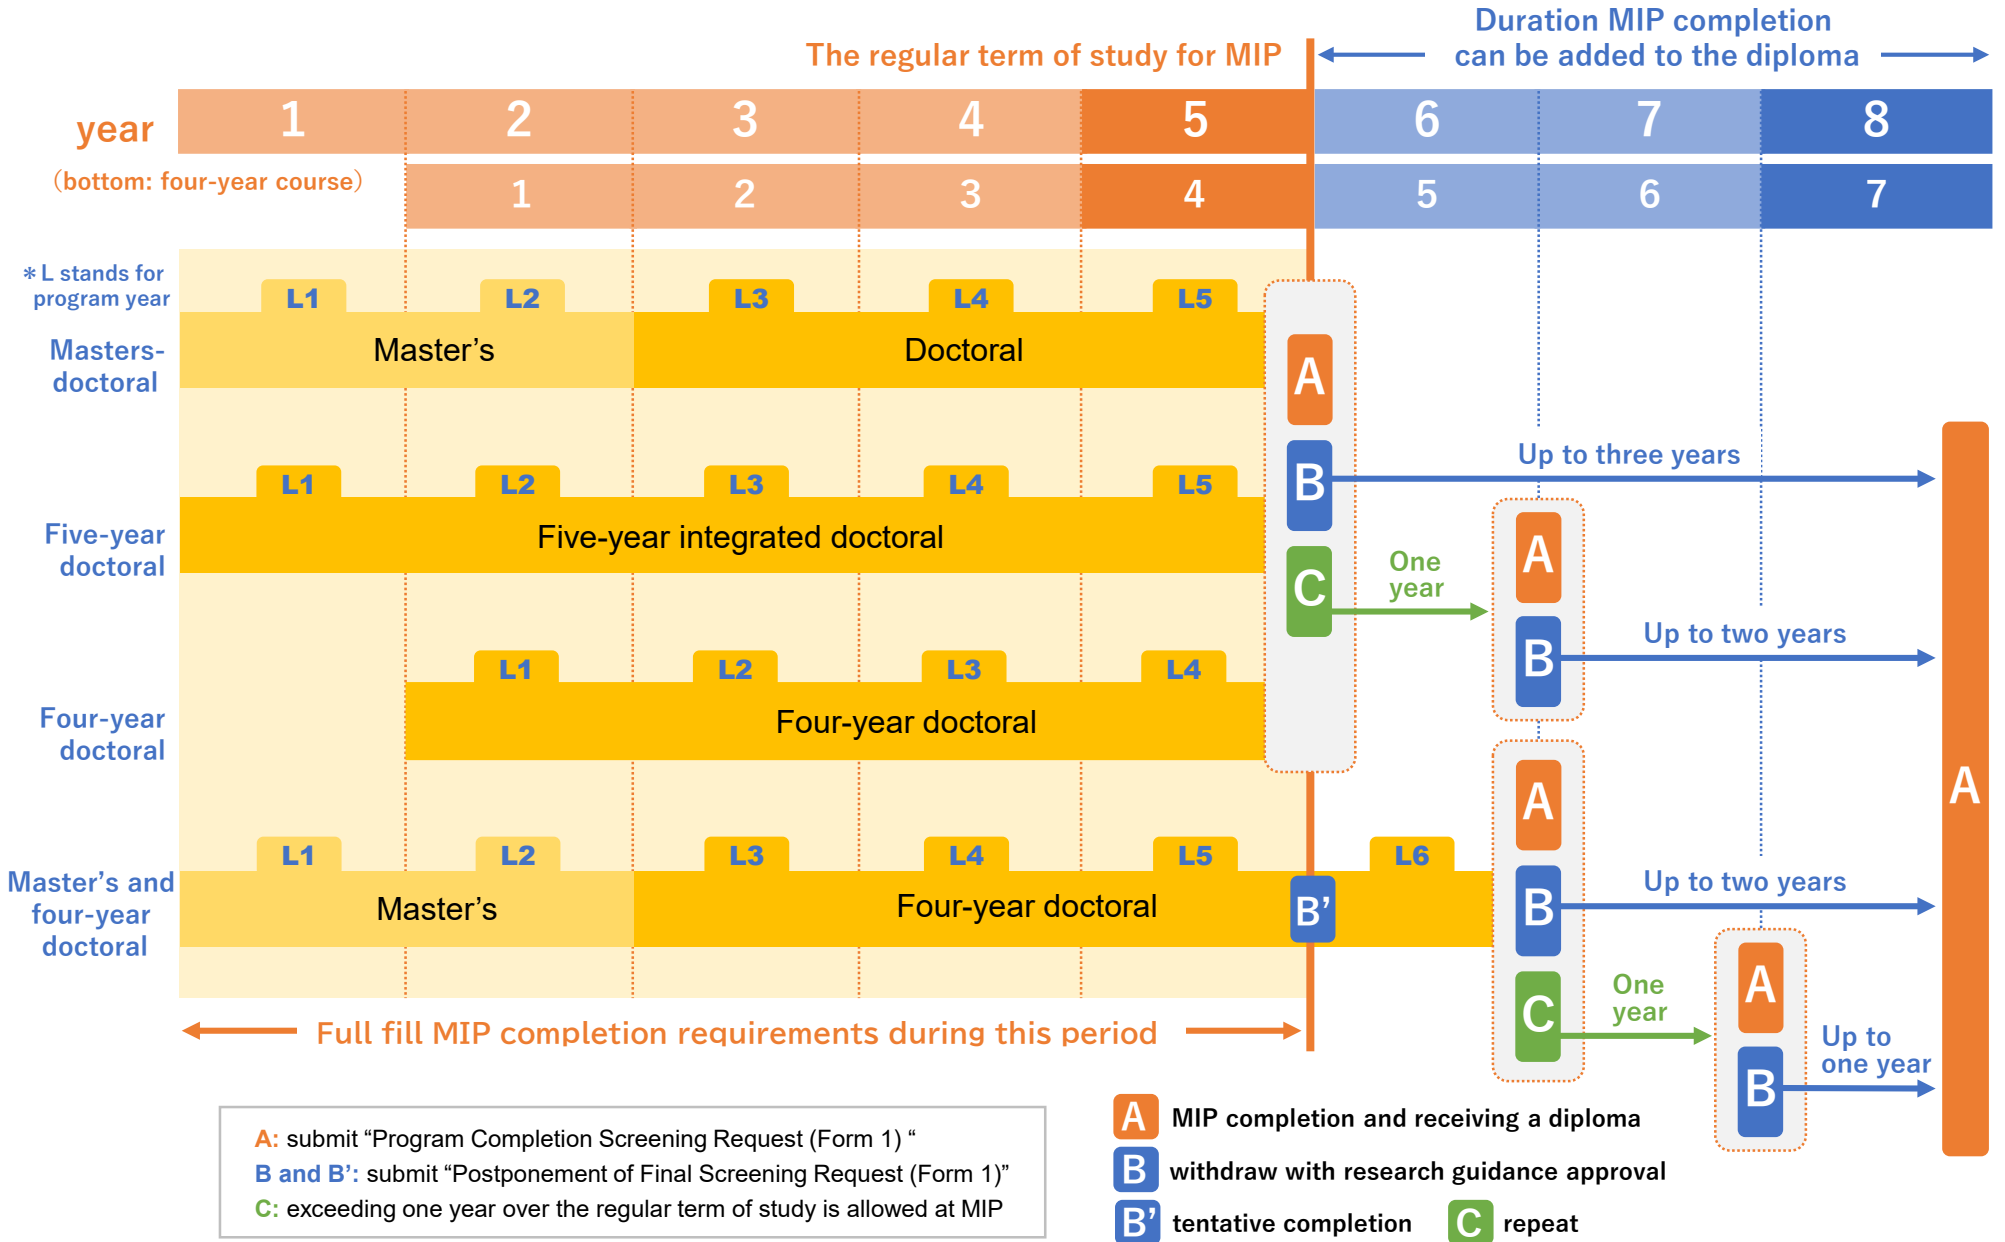 Duration MIP completion
can be added to the diploma
The regular term of study for MIP
year
1 2 3 4 5 6 7 8
（bottom: four-year course）
1 2 3 4 5 6 7
＊L stands for
program year
Masters-
doctoral
L1 L2 L3 L4 L5
Master’s
Doctoral
A
B
C
Up to three years
Five-year
doctoral
L1 L2 L3 L4 L5
Five-year integrated doctoral
One
year
A
B
Up to two years
Four-year
doctoral
L1 L2 L3 L4
Four-year doctoral
Master’s and
four-year
doctoral
L1 L2 L3 L4 L5 L6
Master’s
Four-year doctoral
B’
A
B
C
Up to two years
One
year
A
B
Up to
one year
A
Full fill MIP completion requirements during this period
A: submit “Program Completion Screening Request (Form 1) “
B and B’: submit “Postponement of Final Screening Request (Form 1)”
C: exceeding one year over the regular term of study is allowed at MIP
A MIP completion and receiving a diploma
B withdraw with research guidance approval
B’ tentative completion
C repeat